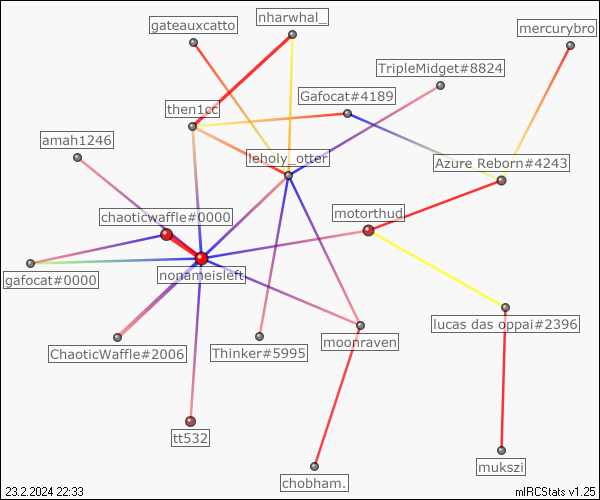 nharwhal_
gateauxcatto
mercurybro
TripleMidget#8824
Gafocat#4189
then1cc
amah1246
leholy_otter
Azure Reborn#4243
chaoticwaffle#0000
motorthud
nonameisleft
gafocat#0000
lucas das oppai#2396
moonraven
ChaoticWaffle#2006
Thinker#5995
tt532
mukszi
chobham.
23.2.2024 22:33
mIRCStats v1.25